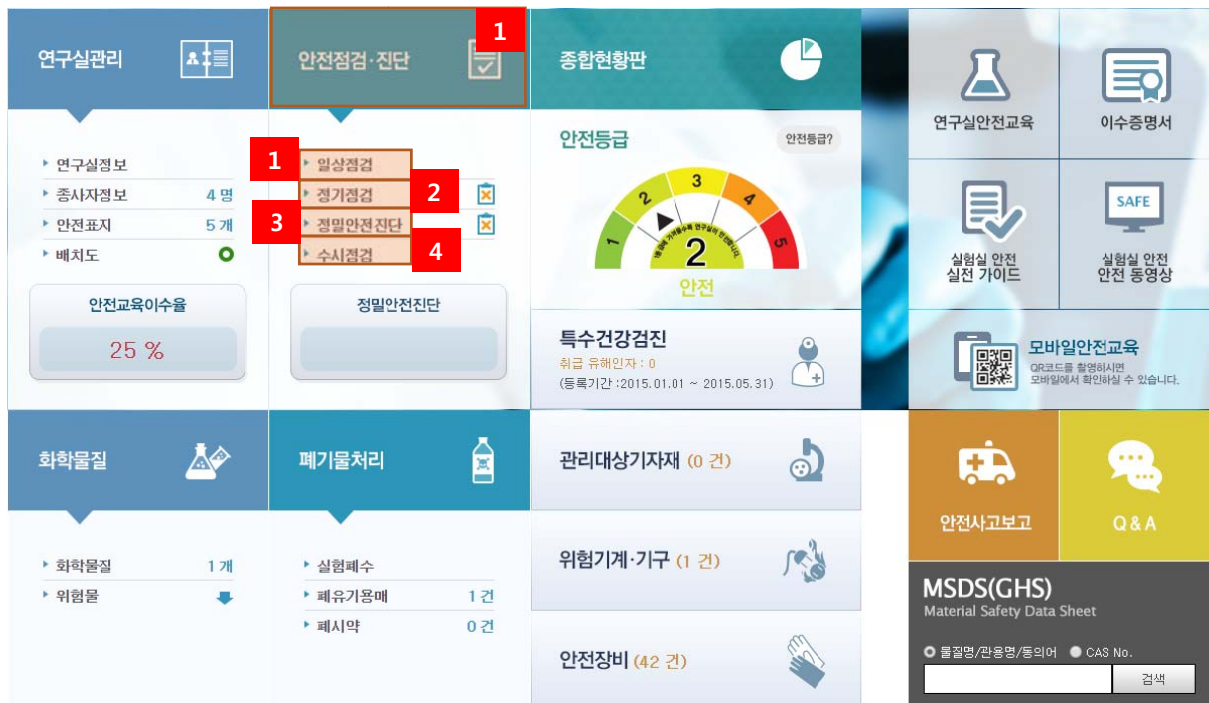 연구실관리
안전점검·진단
1
종합현황판
연구실안전교육
이수증명서
연구실정보
종사자정보 4 명
안전표지 5 개
배치도
안전교육이수율
25 %
1
일상점검
정기점검
2
3
정밀안전진단
수시점검
4
정밀안전진단
안전등급
안전등급?
1
2
3
4
5
2
안전
특수건강검진
취급 유해인자 : 0
(등록기간 :2015.01.01 ~ 2015.05.31)
실험실 안전
실전 가이드
SAFE
실험실 안전
안전 동영상
모바일안전교육
QR코드를 촬영하시면
모바일에서 확인하실 수 있습니다.
화학물질
폐기물처리
관리대상기자재 (0 건)
안전사고보고
Q & A
화학물질 1 개
위험물
실험폐수
폐유기용매 1 건
폐시약 0 건
위험기계·기구 (1 건)
안전장비 (42 건)
MSDS(GHS)
Material Safety Data Sheet
물질명/관용명/동의어 CAS No.
검색